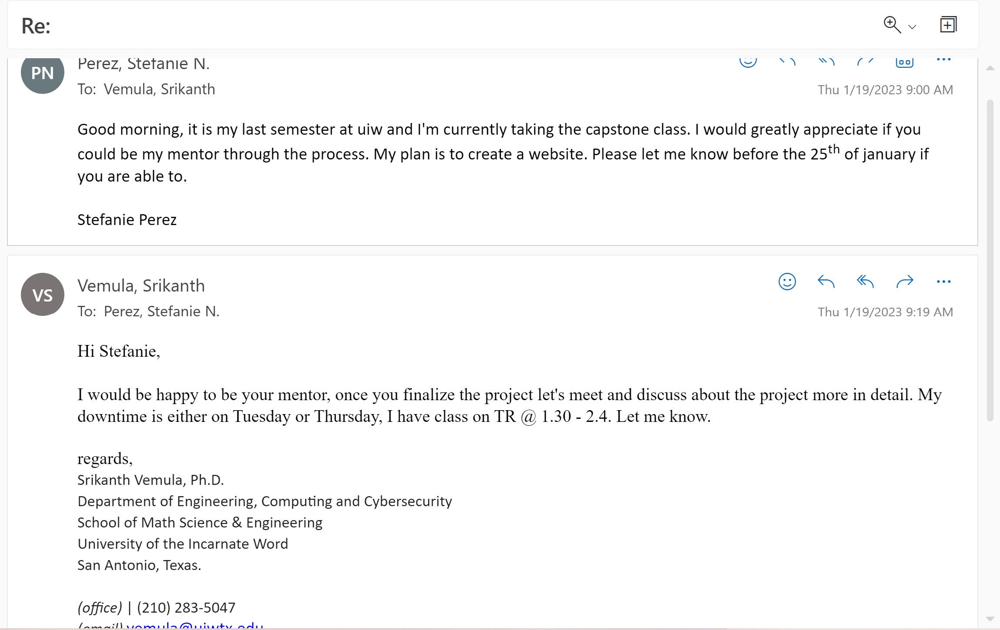 Re:
PN
Perez, Stefanie N.
To: Vemula, Srikanth
Thu 1/19/2023 9:00 AM
Good morning, it is my last semester at uiw and I'm currently taking the capstone class. I would greatly appreciate if you
could be my mentor through the process. My plan is to create a website. Please let me know before the 25th of january if
you are able to.
Stefanie Perez
VS
Vemula, Srikanth
To: Perez, Stefanie N.
Thu 1/19/2023 9:19 AM
Hi Stefanie,
I would be happy to be your mentor, once you finalize the project let's meet and discuss about the project more in detail. My
downtime is either on Tuesday or Thursday, I have class on TR @ 1.30 - 2.4. Let me know.
regards,
Srikanth Vemula, Ph.D.
Department of Engineering, Computing and Cybersecurity
School of Math Science & Engineering
University of the Incarnate Word
San Antonio, Texas.
(office) | (210) 283-5047
(email) vemula@uiwtx.edu